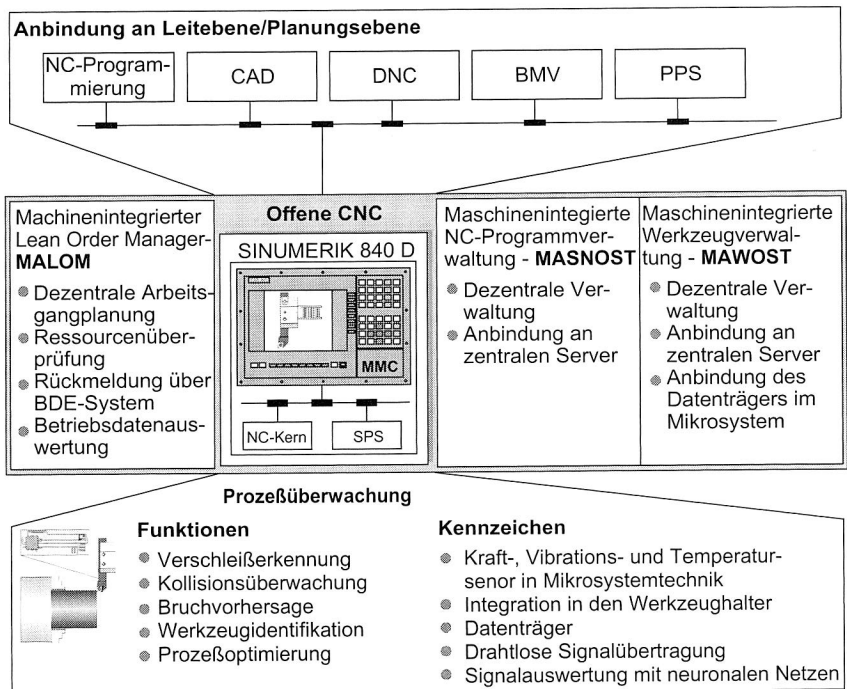 Anbindung an Leitebene/Planungsebene
NC-Program-
mierung
CAD
DNC
BMV
PPS
Machinenintegrierter
Lean Order Manager-
MALOM
Dezentrale Arbeits-
gangplanung
Ressourcenüber-
prüfung
Rückmeldung über
BDE-System
Betriebsdatenaus-
wertung
Offene CNC
SINUMERIK 840 D
MMC
NC-Kern
SPS
Maschinenintegierte
NC-Programmver-
waltung - MASNOST
Dezentrale Ver-
waltung
Anbindung an
zentralen Server
Maschinenintegrierte
Werkzeugverwal-
tung - MAWOST
Dezentrale Ver-
waltung
Anbindung an
zentralen Server
Anbindung des
Datenträgers im
Mikrosystem
Prozeßüberwachung
Funktionen
Verschleißerkennung
Kollisionsüberwachung
Bruchvorhersage
Werkzeugidentifikation
Prozeßoptimierung
Kennzeichen
Kraft-, Vibrations- und Temperatur-
senor in Mikrosystemtechnik
Integration in den Werkzeughalter
Datenträger
Drahtlose Signalübertragung
Signalauswertung mit neuronalen Netzen